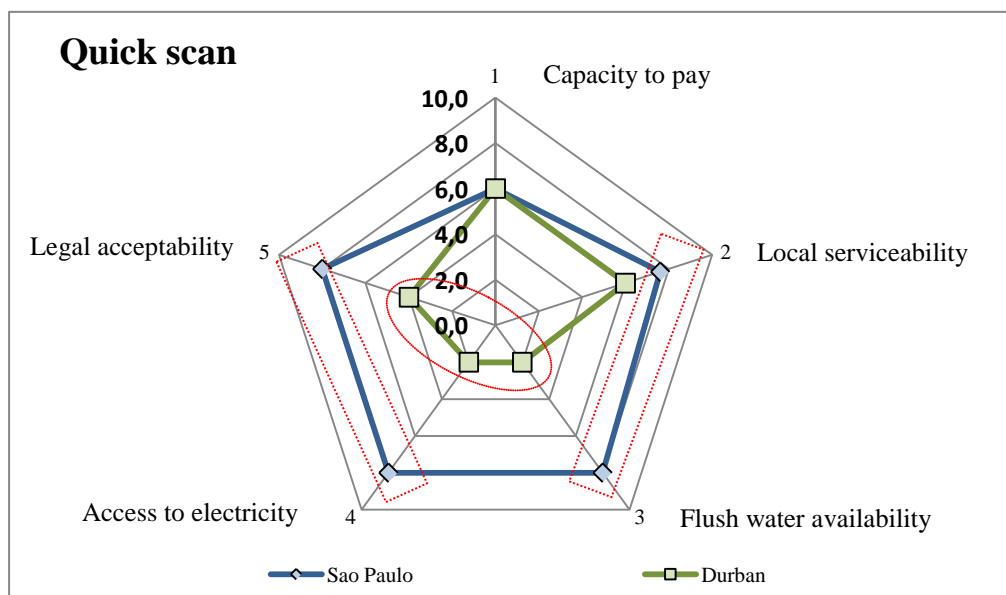 Quick scan
1
Capacity to pay
10,0
8,0
6,0
4,0
2,0
0,0
Legal acceptability
5
2
Local serviceability
Access to electricity
4
3
Flush water availability
Sao Paulo
Durban